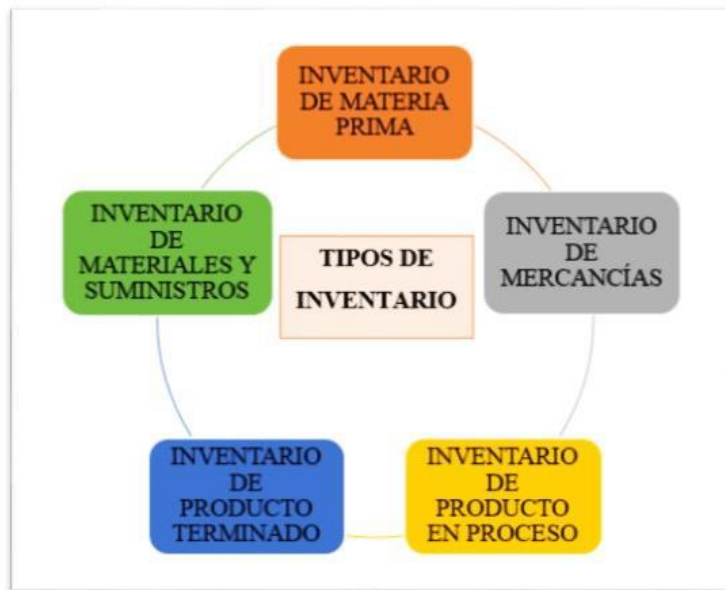 INVENTARIO
DE MATERIA
PRIMA
INVENTARIO
DE
MATERIALES Y
SUMINISTROS
TIPOS DE
INVENTARIO
INVENTARIO
DE
MERCANCÍAS
INVENTARIO
DE
PRODUCTO
TERMINADO
INVENTARIO
DE
PRODUCTO
EN PROCESO